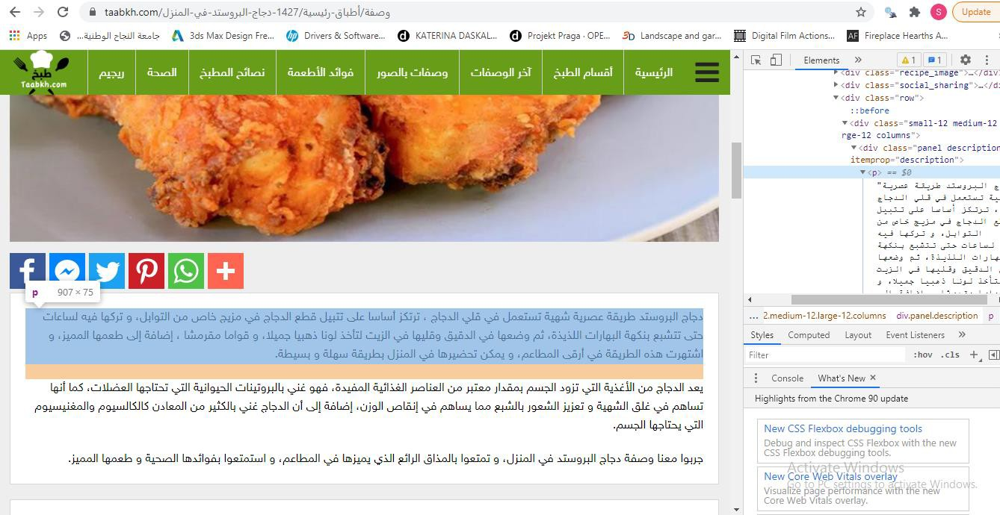 taabkh.com/وصفة/أطباق-رئيسية/1427-دجاج-البروستد-في-المنزل
S
Update
Apps
جامعة النجاح الوطنية...
3ds Max Design Fre...
Drivers & Software...
KATERINA DASKAL...
Projekt Praga · OPE...
Landscape and gar...
Digital Film Actions...
Fireplace Hearths A...
الرئيسية
أقسام الطبخ
آخر الوصفات
وصفات بالصور
فوائد الأطعمة
نصائح المطبخ
الصحة
ريجيم
طبخ
Taabkh.com
p 907 × 75
دجاج البروستد طريقة عصرية شهية تستعمل في قلي الدجاج ، ترتكز أساسا على تتبيل قطع الدجاج في مزيج خاص من التوابل، و تركها فيه لساعات
حتى تتشبع بنكهة البهارات اللذيذة، ثم وضعها في الدقيق وقليها في الزيت لتأخذ لونا ذهبيا جميلا، و قواما مقرمشا ، إضافة إلى طعمها المميز، و
اشتهرت هذه الطريقة في أرقى المطاعم، و يمكن تحضيرها في المنزل بطريقة سهلة و بسيطة.
يعد الدجاج من الأغذية التي تزود الجسم بمقدار معتبر من العناصر الغذائية المفيدة، فهو غني بالبروتينات الحيوانية التي تحتاجها العضلات، كما أنها
تساهم في غلق الشهية و تعزيز الشعور بالشبع مما يساهم في إنقاص الوزن، إضافة إلى أن الدجاج غني بالكثير من المعادن كالكالسيوم والمغنيسيوم
التي يحتاجها الجسم.
جربوا معنا وصفة دجاج البروستد في المنزل، و تمتعوا بالمذاق الرائع الذي يميزها في المطاعم، و استمتعوا بفوائدها الصحية و طعمها المميز.
Elements
1
1
<div class="recipe_image">…</div>
<div class="social_sharing">…</di
<div class="row">
::before
<div class="small-12 medium-12
rge-12 columns">
<div class="panel description
itemprop="description">
<p> == $0
ج البروستد طريقة عصرية"
ية تستعمل في قلي الدجاج
، ترتكز أساسا على تتبيل
ع الدجاج في مزيج خاص من
التوابل، و تركها فيه
لساعات حتى تتشبع بنكهة
هارات اللذيذة، ثم وضعها
ي الدقيق وقليها في الزيت
تأخذ لونا ذهبيا جميلا، و
... 2.medium-12.large-12.columns div.panel.description p
Styles Computed Layout Event Listeners
Filter :hov .cls
Console What's New
Highlights from the Chrome 90 update
New CSS Flexbox debugging tools
Debug and inspect CSS Flexbox with the new
CSS Flexbox debugging tools.
New Core Web Vitals overlay
Visualize page performance with the new
Core Web Vitals overlay.
Activate Windows
Go to PC settings to activate Windows.